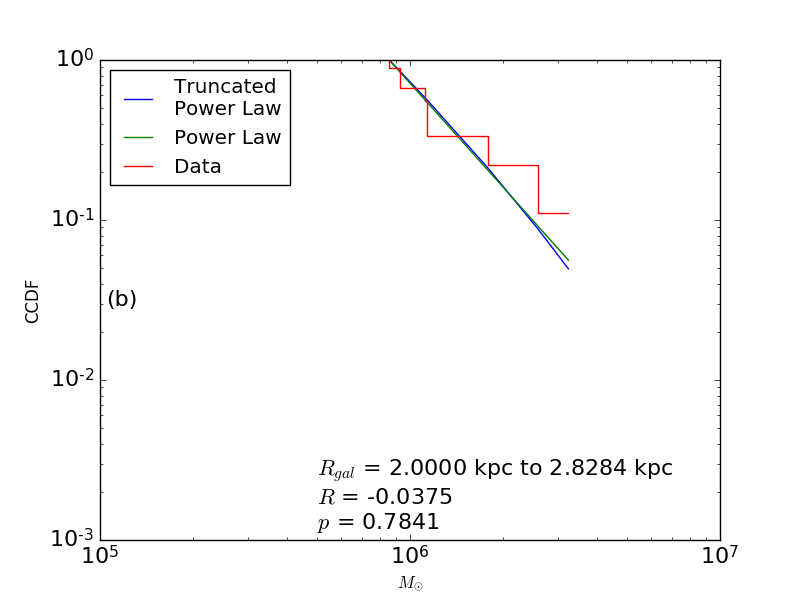 10^0
10^-1
10^-2
10^-3
CCDF
Truncated
Power Law
Power Law
Data
(b)
R_gal = 2.0000 kpc to 2.8284 kpc
R = -0.0375
p = 0.7841
10^5
10^6
10^7
M_⊙